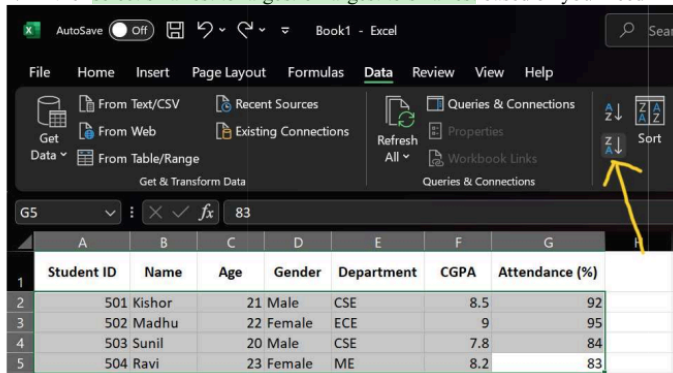 AutoSave Off Book1 - Excel Sear
File Home Insert Page Layout Formulas Data Review View Help
Get Data
From Text/CSV
From Web
From Table/Range
Recent Sources
Existing Connections
Get & Transform Data
Refresh All
Queries & Connections
Properties
Workbook Links
Queries & Connections
Sort
G5 fx 83
A B C D E F G H
1 Student ID Name Age Gender Department CGPA Attendance (%)
2 501 Kishor 21 Male CSE 8.5 92
3 502 Madhu 22 Female ECE 9 95
4 503 Sunil 20 Male CSE 7.8 84
5 504 Ravi 23 Female ME 8.2 83